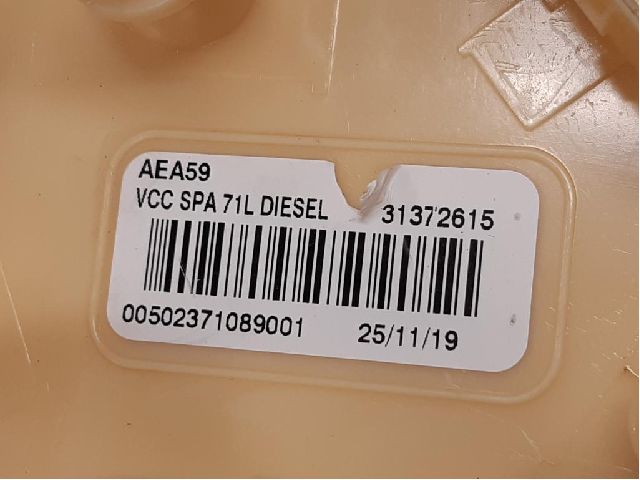 AEA59
VCC SPA 71L DIESEL 31372615
00502371089001 25/11/19